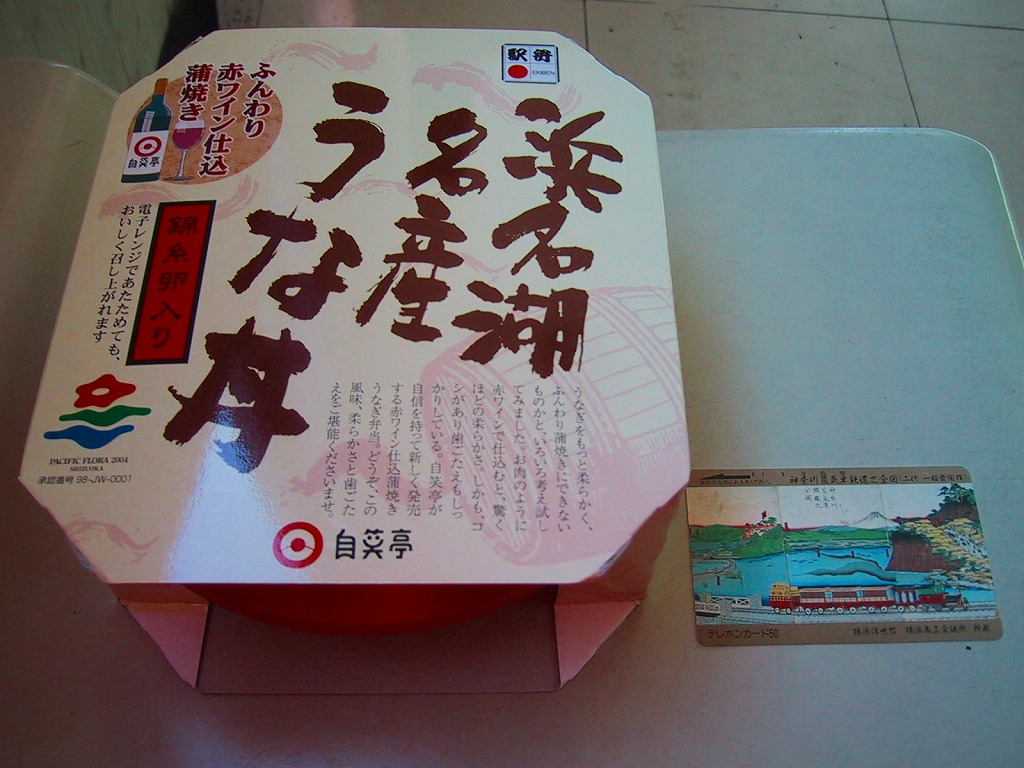 駅弁
EKIBEN
浜名湖
名産
うな丼
ふんわり
赤ワイン仕込
蒲焼き
自笑亭
錦糸卵入り
電子レンジであたためても、
おいしく召し上がれます
PACIFIC FLORA 2004
SHIZUOKA
承認番号 98-JW-0001
うなぎをもっと柔らかく、
ふんわり蒲焼きにできない
ものかと、いろいろ考え試し
てみました。お肉のように
赤ワインで仕込むと、驚く
ほどの柔らかさ。しかも、コ
シがあり歯ごたえもしっ
かりしている。自笑亭が
自信を持って新しく発売
する赤ワイン仕込蒲焼き
うなぎ弁当。どうぞ、この
風味、柔らかさと歯ごた
えをご堪能くださいませ。
自笑亭
テレホンカード50